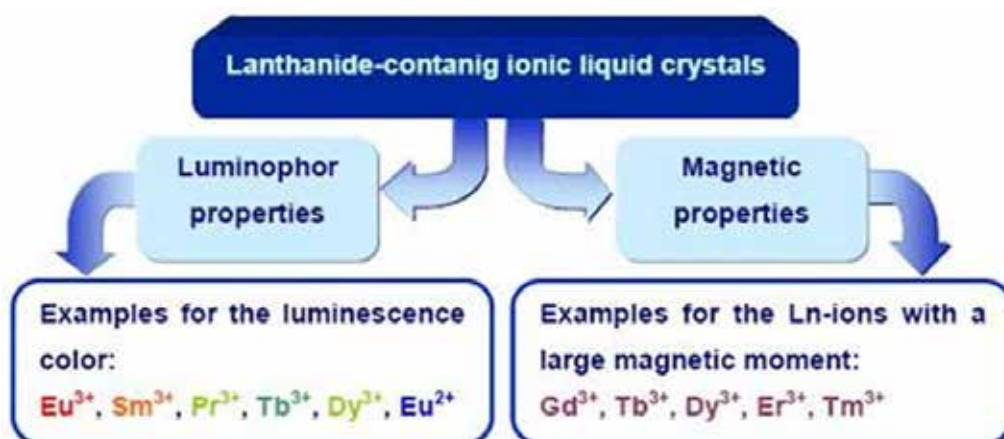 Lanthanide-contanig ionic liquid crystals
Luminophor
properties
Magnetic
properties
Examples for the luminescence
color:
Eu³⁺, Sm³⁺, Pr³⁺, Tb³⁺, Dy³⁺, Eu²⁺
Examples for the Ln-ions with a
large magnetic moment:
Gd³⁺, Tb³⁺, Dy³⁺, Er³⁺, Tm³⁺